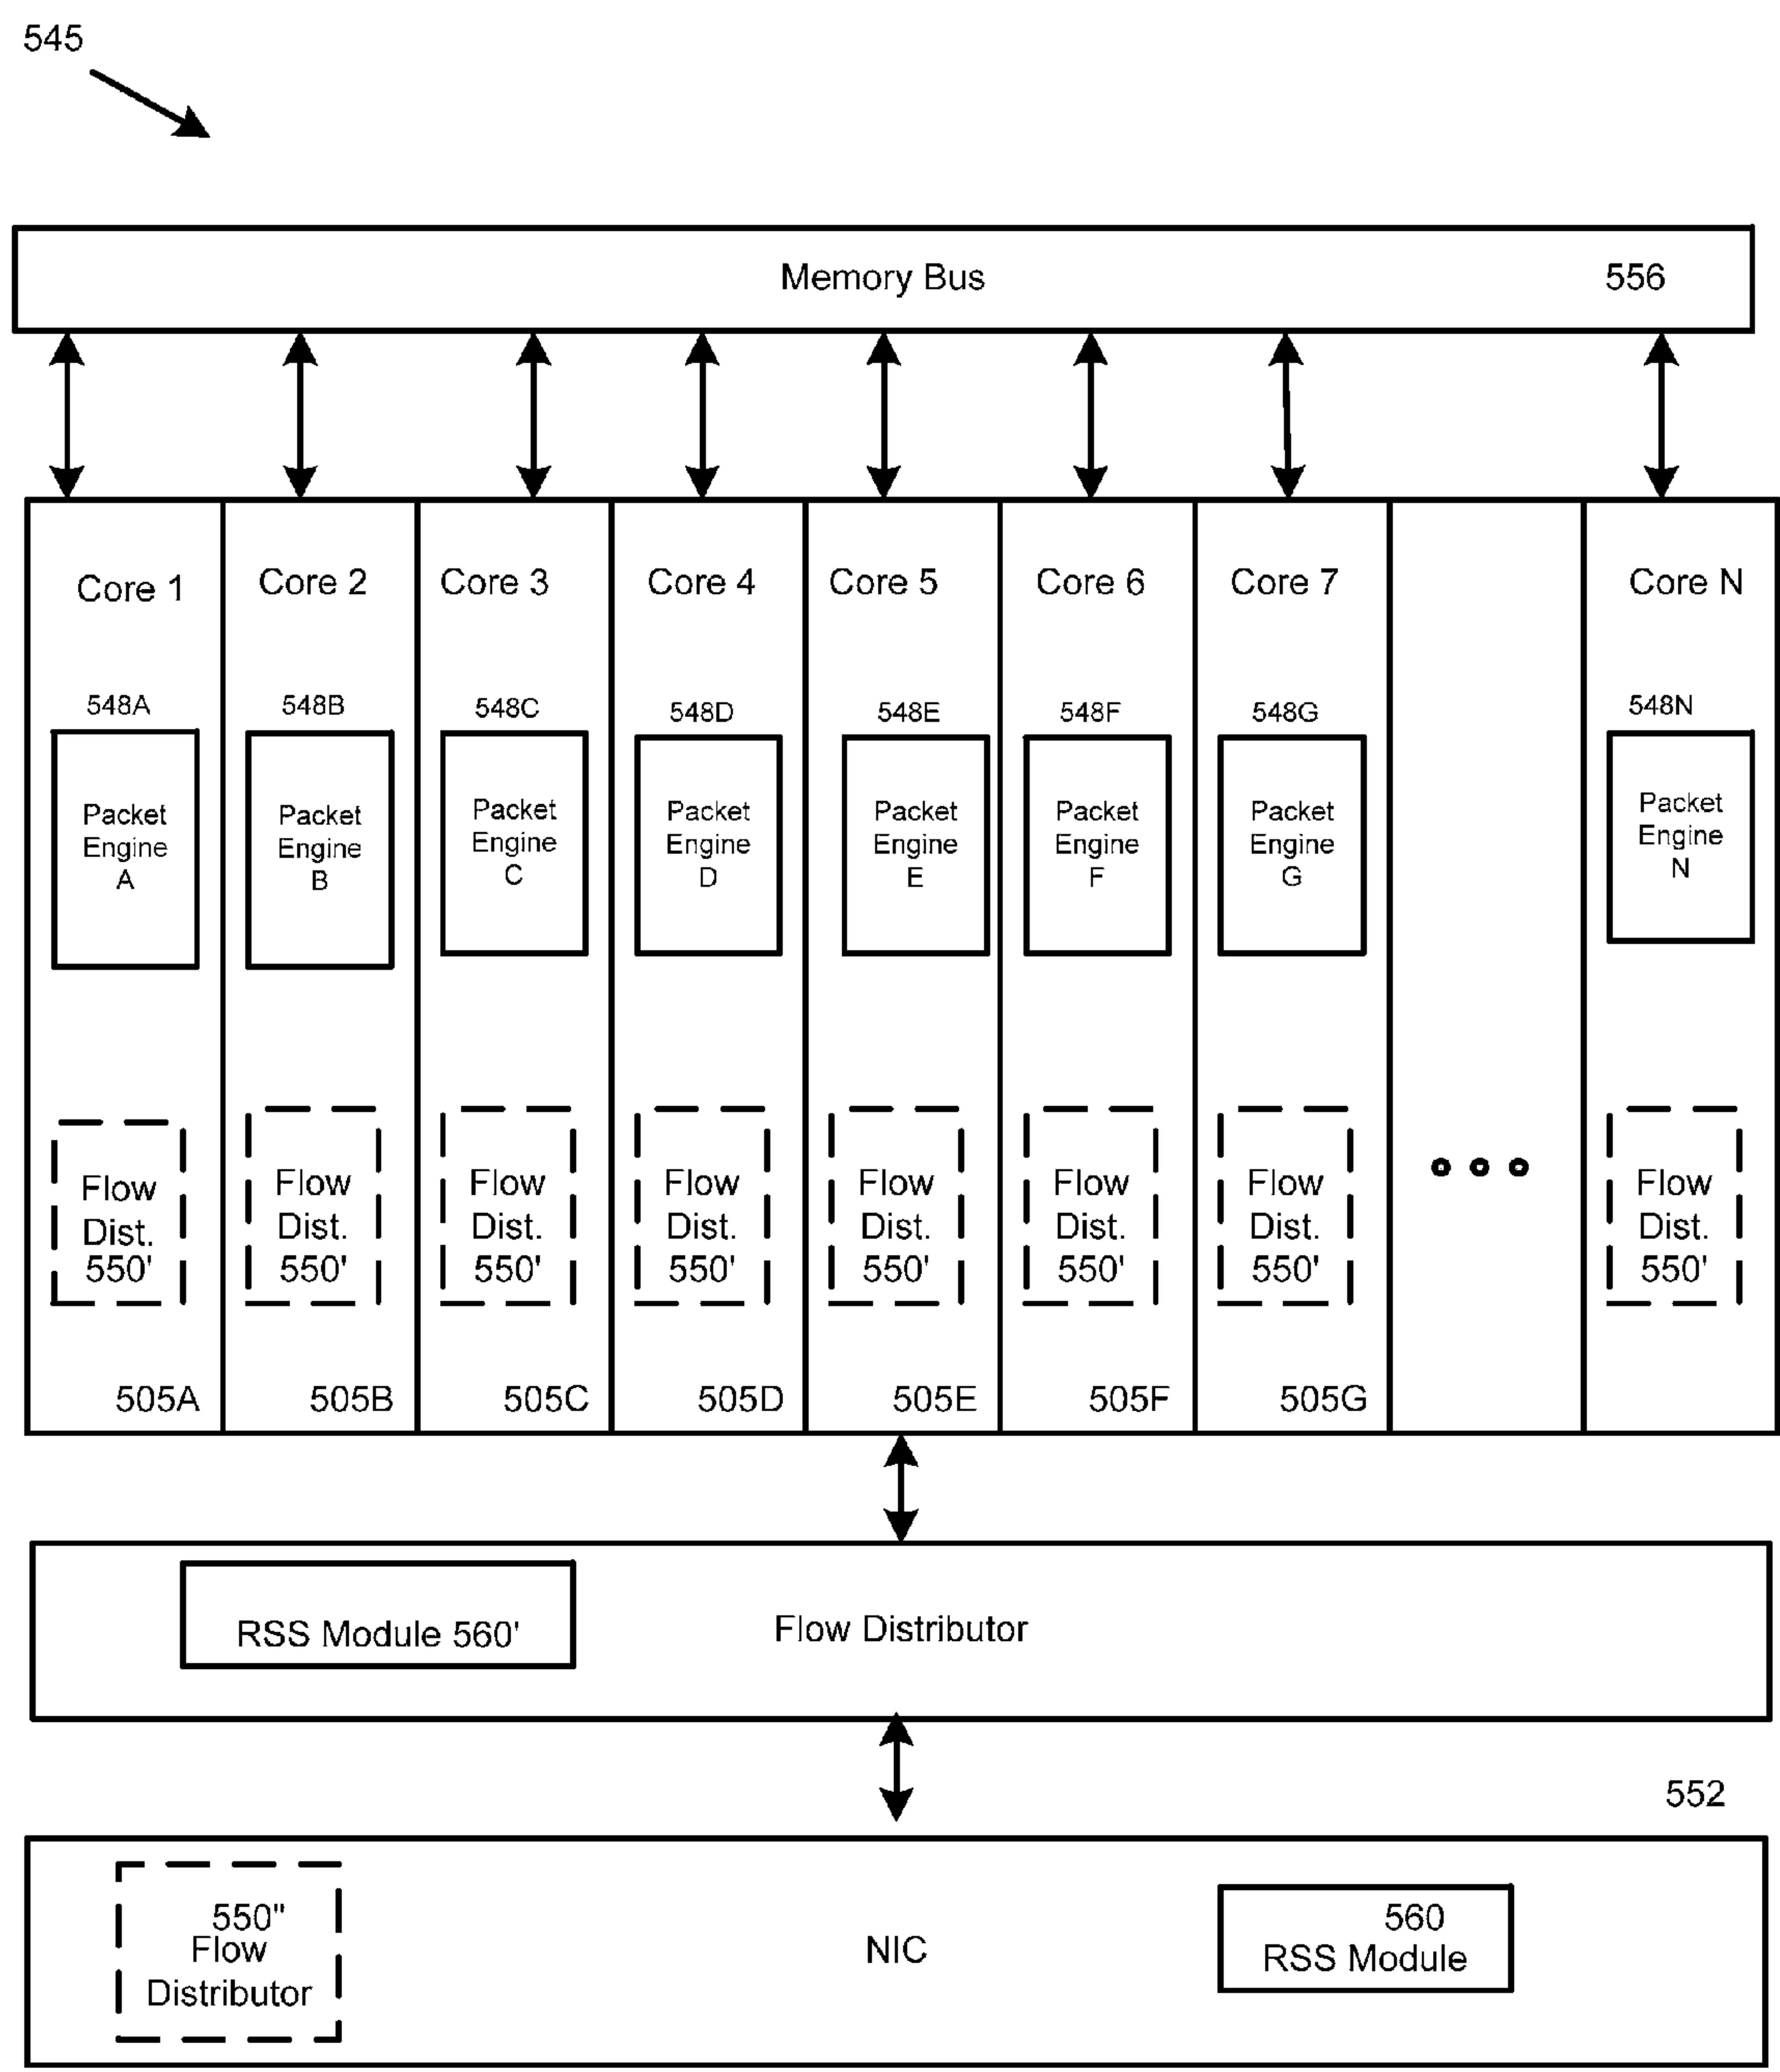 545
Memory Bus 556
Core 1 Core 2 Core 3 Core 4 Core 5 Core 6 Core 7 Core N
548A 548B 548C 548D 548E 548F 548G 548N
Packet
Engine
A
Packet
Engine
B
Packet
Engine
C
Packet
Engine
D
Packet
Engine
E
Packet
Engine
F
Packet
Engine
G
Packet
Engine
N
Flow
Dist.
550'
Flow
Dist.
550'
Flow
Dist.
550'
Flow
Dist.
550'
Flow
Dist.
550'
Flow
Dist.
550'
Flow
Dist.
550'
Flow
Dist.
550'
505A 505B 505C 505D 505E 505F 505G
RSS Module 560' Flow Distributor
552
550"
Flow
Distributor
NIC
560
RSS Module